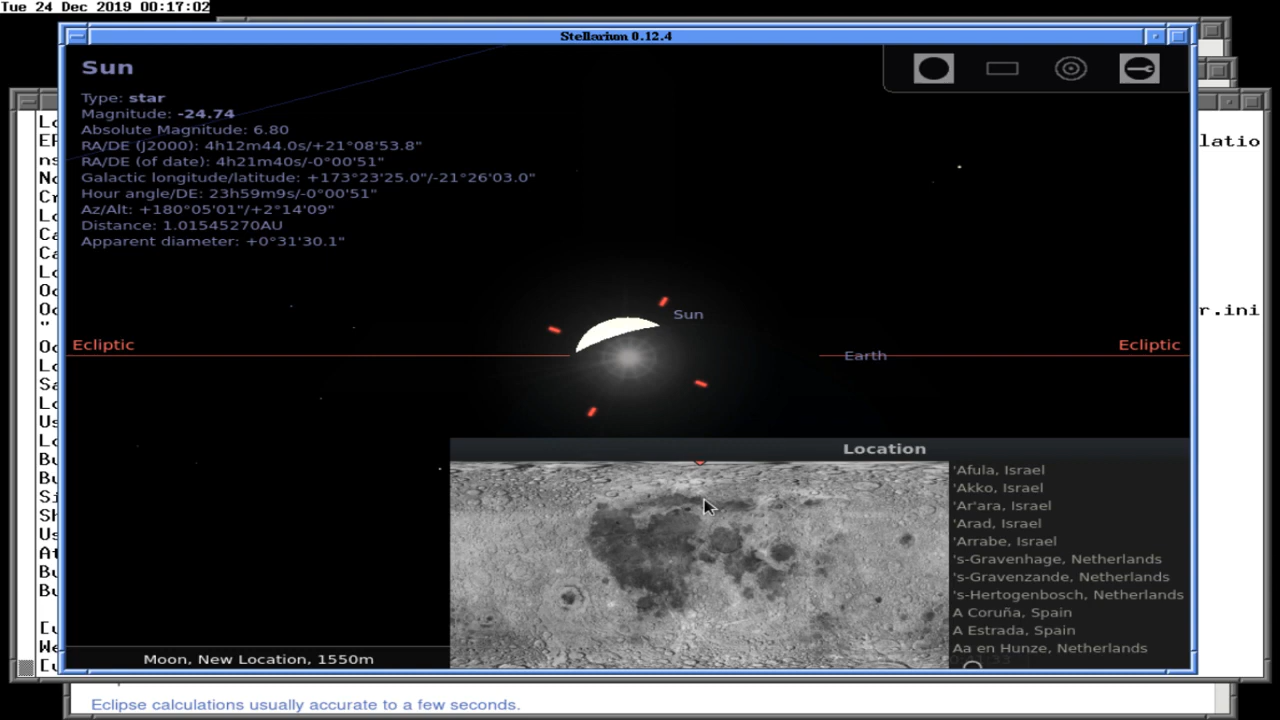 Tue 24 Dec 2019 00:17:02
Stellarium 0.12.4
Sun
Type: star
Magnitude: -24.74
Absolute Magnitude: 6.80
RA/DE (J2000): 4h12m44.0s/+21°08'53.8"
RA/DE (of date): 4h21m40s/-0°00'51"
Galactic longitude/latitude: +173°23'25.0"/-21°26'03.0"
Hour angle/DE: 23h59m9s/-0°00'51"
Az/Alt: +180°05'01"/+2°14'09"
Distance: 1.01545270AU
Apparent diameter: +0°31'30.1"
latio
r.ini
Sun
Ecliptic
Ecliptic
Earth
Location
'Afula, Israel
'Akko, Israel
'Ar'ara, Israel
'Arad, Israel
'Arrabe, Israel
's-Gravenhage, Netherlands
's-Gravenzande, Netherlands
's-Hertogenbosch, Netherlands
A Coruña, Spain
A Estrada, Spain
Aa en Hunze, Netherlands
Moon, New Location, 1550m
Eclipse calculations usually accurate to a few seconds.